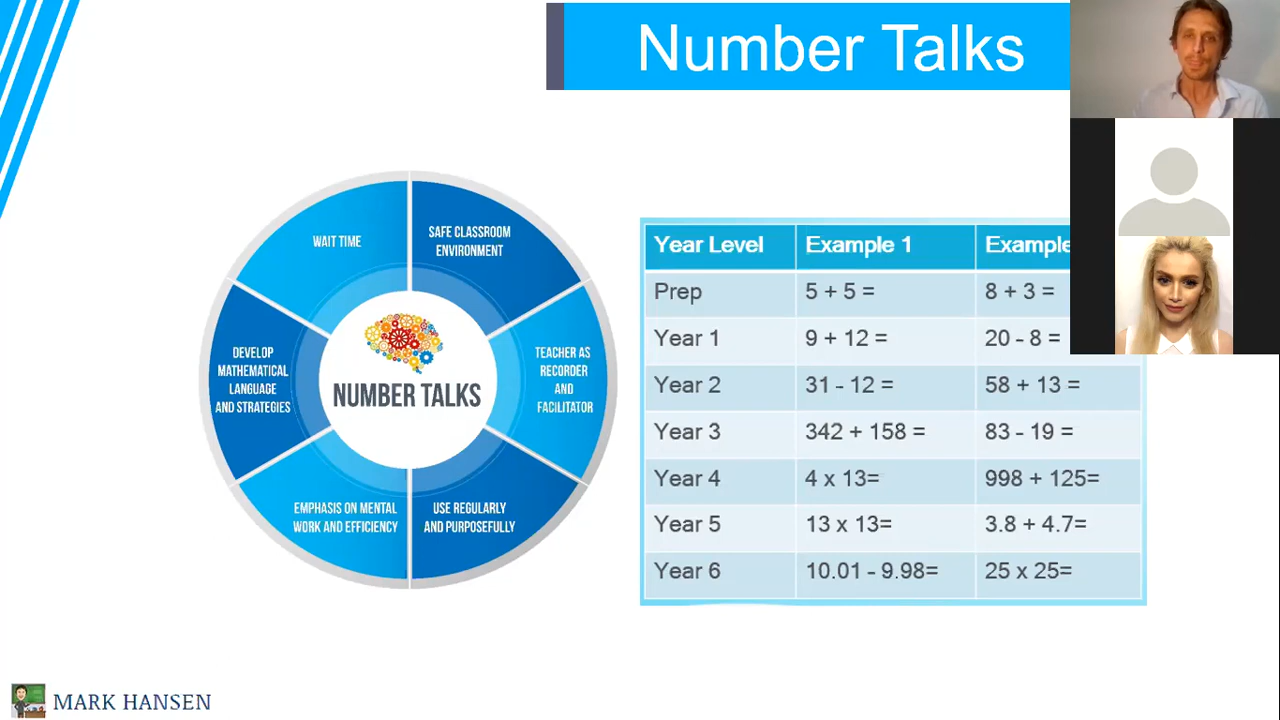 Number Talks
WAIT TIME
SAFE CLASSROOM
ENVIRONMENT
DEVELOP
MATHEMATICAL
LANGUAGE
AND STRATEGIES
TEACHER AS
RECORDER
AND
FACILITATOR
NUMBER TALKS
EMPHASIS ON MENTAL
WORK AND EFFICIENCY
USE REGULARLY
AND PURPOSEFULLY
Year Level Example 1 Example
Prep 5 + 5 = 8 + 3 =
Year 1 9 + 12 = 20 - 8 =
Year 2 31 - 12 = 58 + 13 =
Year 3 342 + 158 = 83 - 19 =
Year 4 4 x 13= 998 + 125=
Year 5 13 x 13= 3.8 + 4.7=
Year 6 10.01 - 9.98= 25 x 25=
MARK HANSEN